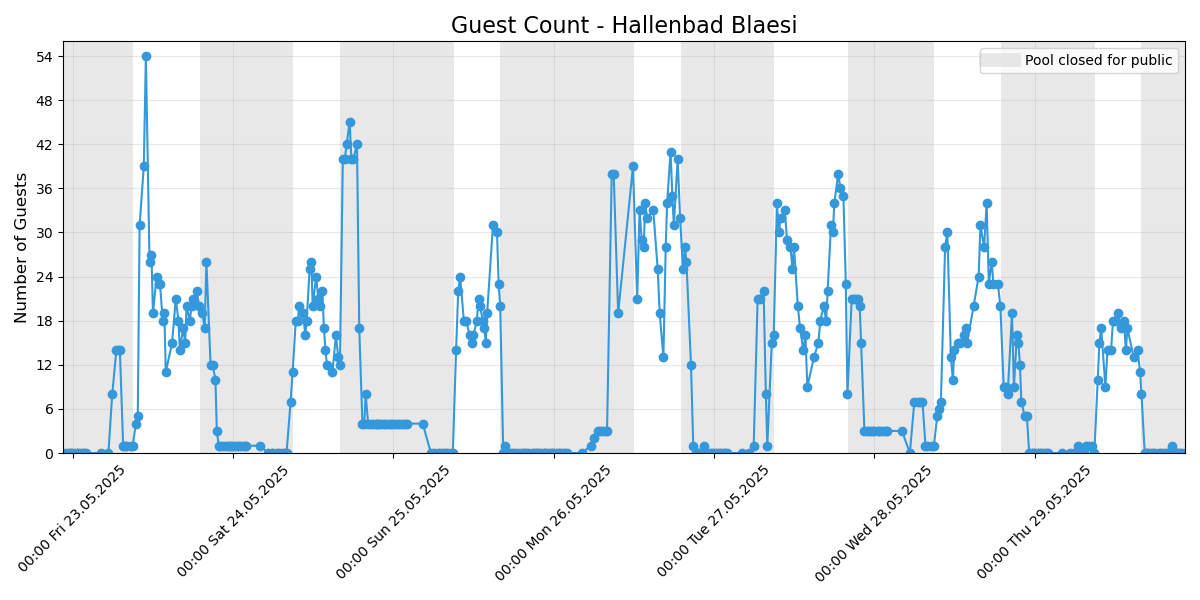 Guest Count - Hallenbad Blaesi
Pool closed for public
Number of Guests
54
48
42
36
30
24
18
12
6
0
00:00 Fri 23.05.2025
00:00 Sat 24.05.2025
00:00 Sun 25.05.2025
00:00 Mon 26.05.2025
00:00 Tue 27.05.2025
00:00 Wed 28.05.2025
00:00 Thu 29.05.2025